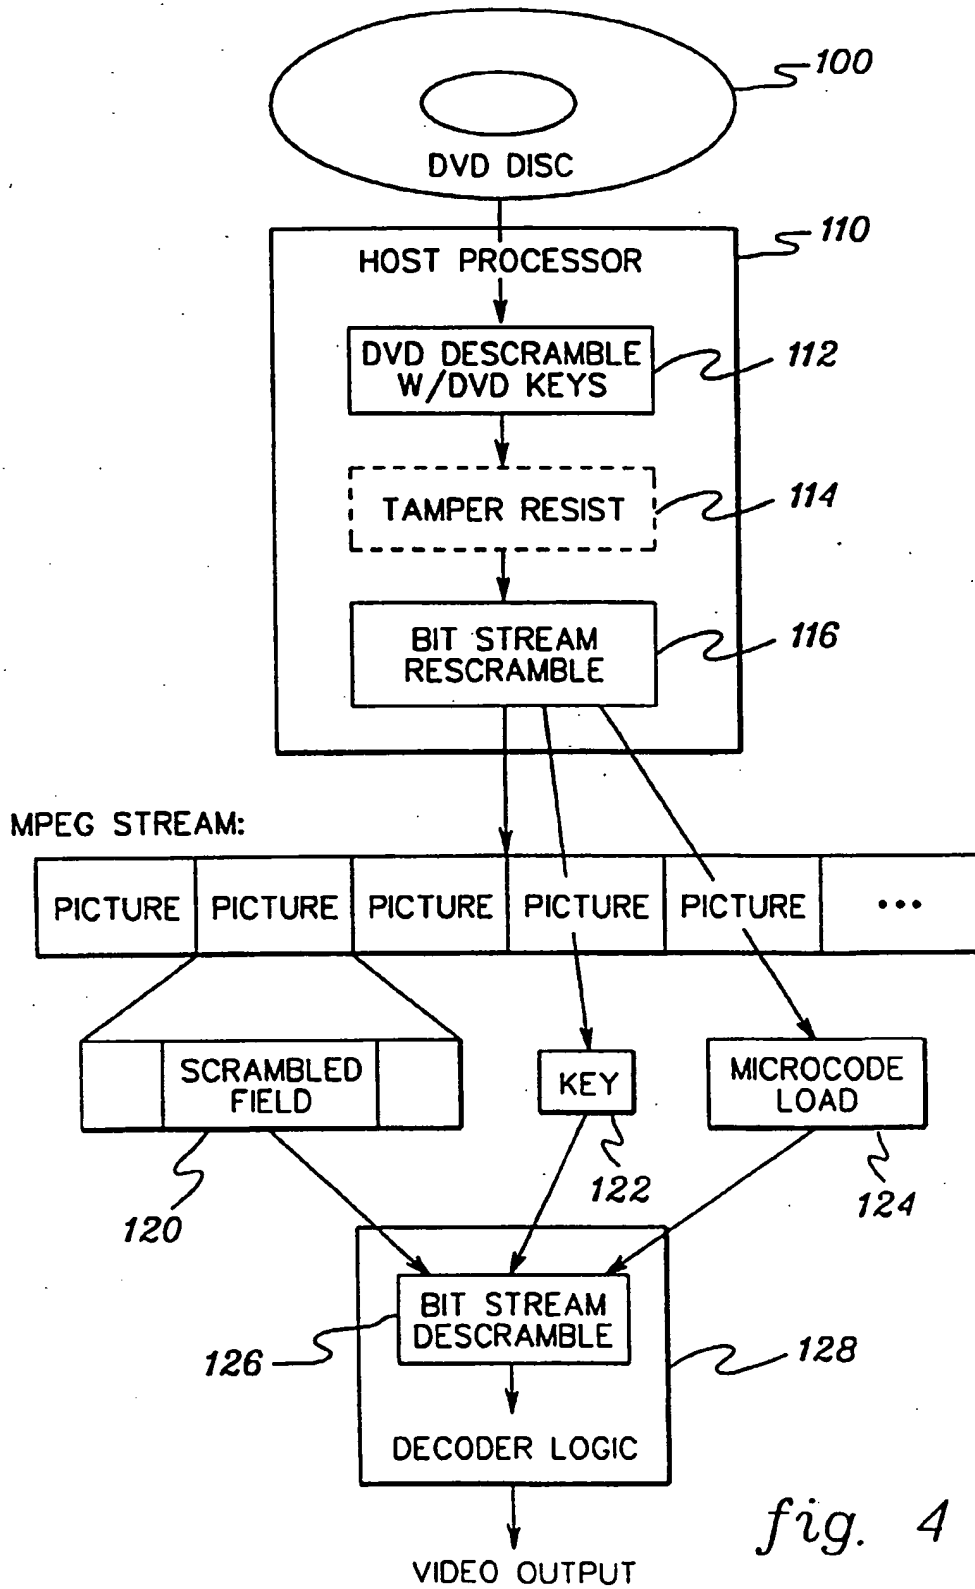 100
DVD DISC
110
HOST PROCESSOR
DVD DESCRAMBLE
W/DVD KEYS
112
TAMPER RESIST
114
BIT STREAM
RESCRAMBLE
116
MPEG STREAM:
PICTURE PICTURE PICTURE PICTURE PICTURE •••
SCRAMBLED
FIELD
KEY
MICROCODE
LOAD
120
122
124
BIT STREAM
DESCRAMBLE
126
128
DECODER LOGIC
fig. 4
VIDEO OUTPUT